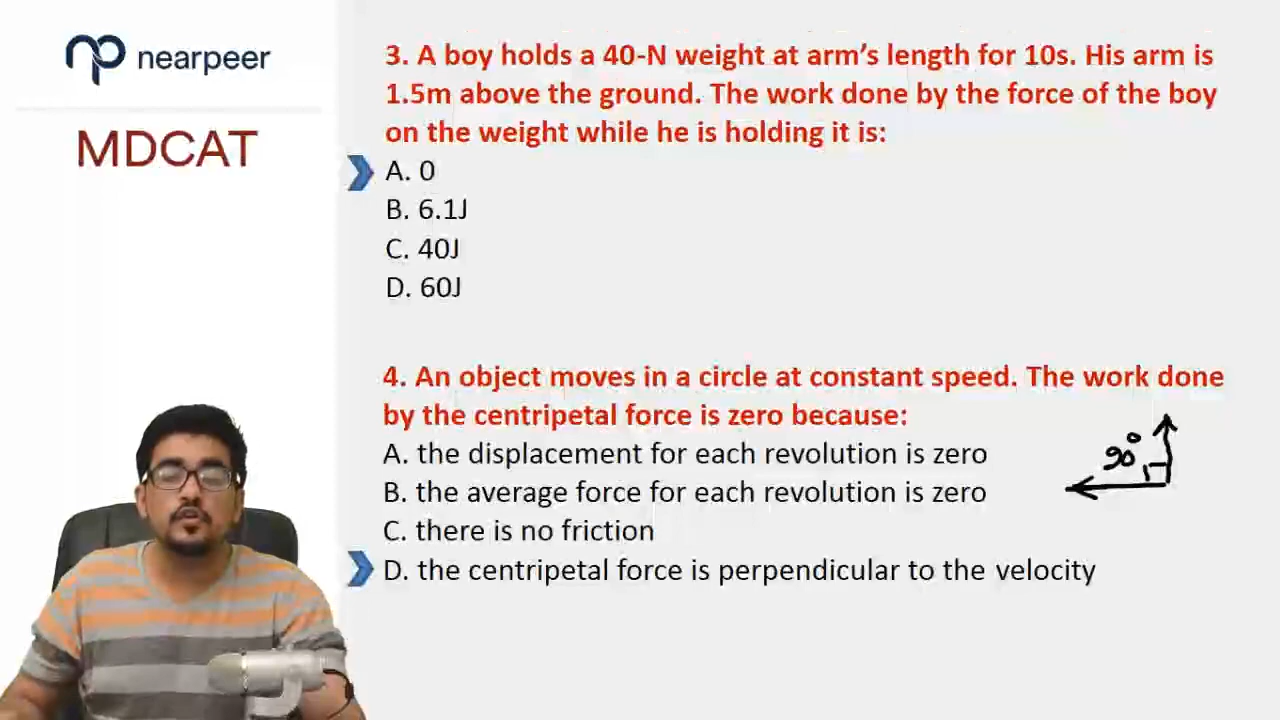 nearpeer
MDCAT
3. A boy holds a 40-N weight at arm's length for 10s. His arm is
1.5m above the ground. The work done by the force of the boy
on the weight while he is holding it is:
A. 0
B. 6.1J
C. 40J
D. 60J
4. An object moves in a circle at constant speed. The work done
by the centripetal force is zero because:
A. the displacement for each revolution is zero
B. the average force for each revolution is zero
C. there is no friction
D. the centripetal force is perpendicular to the velocity
90°